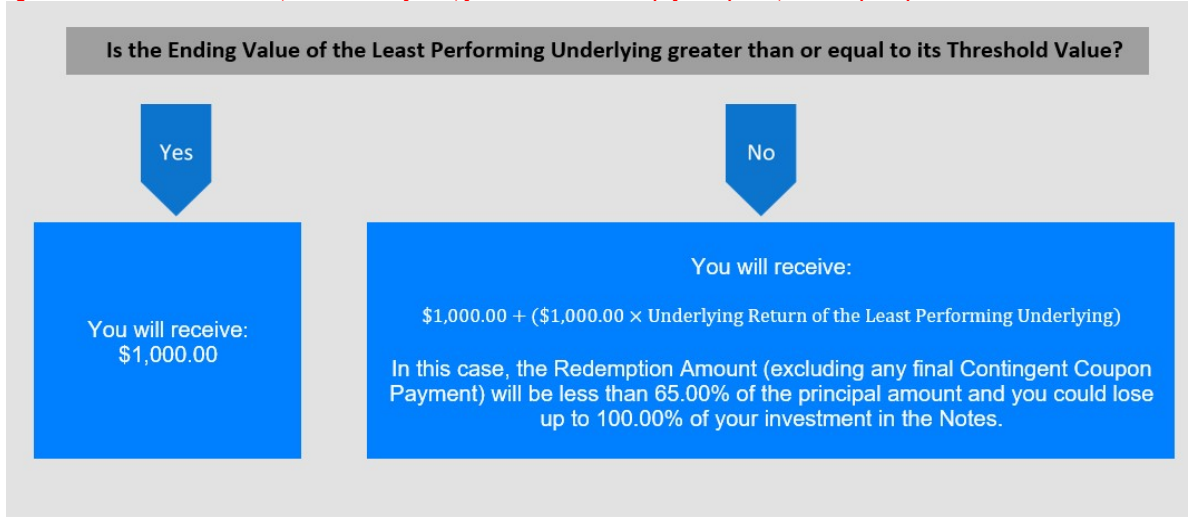 Is the Ending Value of the Least Performing Underlying greater than or equal to its Threshold Value?
Yes
No
You will receive:
$1,000.00
You will receive:
$1,000.00 + ($1,000.00 × Underlying Return of the Least Performing Underlying)
In this case, the Redemption Amount (excluding any final Contingent Coupon
Payment) will be less than 65.00% of the principal amount and you could lose
up to 100.00% of your investment in the Notes.